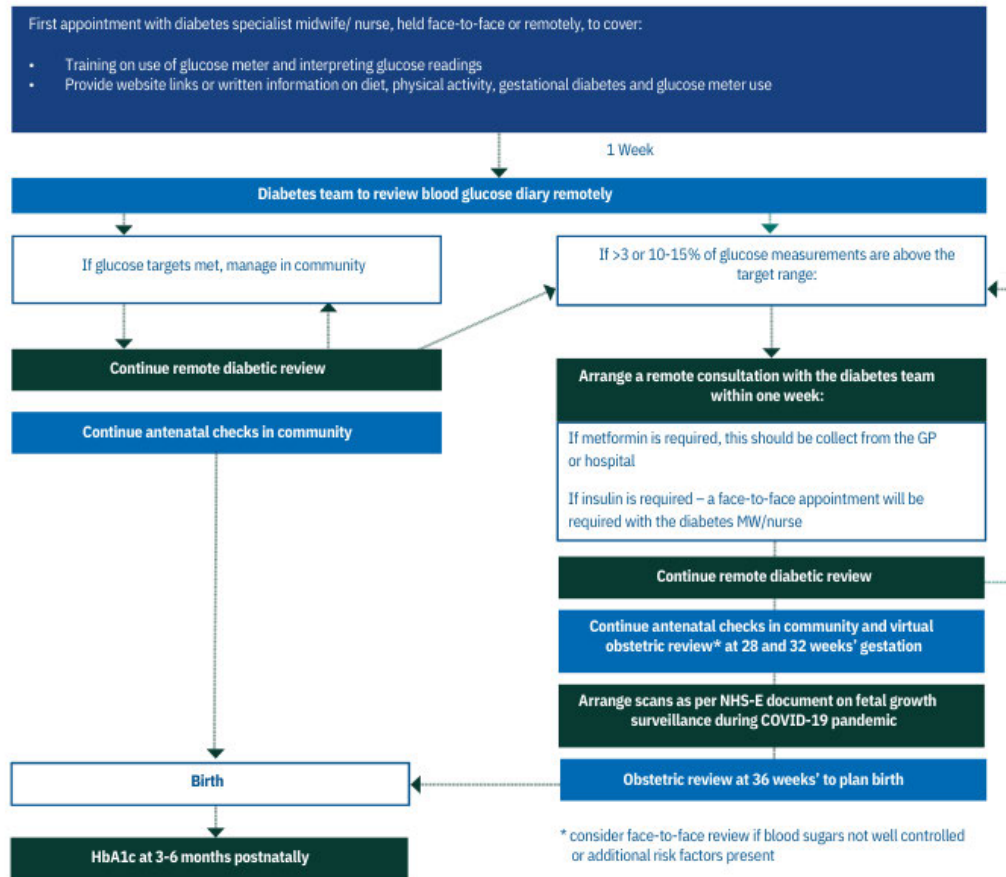 First appointment with diabetes specialist midwife/ nurse, held face-to-face or remotely, to cover:
• Training on use of glucose meter and interpreting glucose readings
• Provide website links or written information on diet, physical activity, gestational diabetes and glucose meter use
1 Week
Diabetes team to review blood glucose diary remotely
If glucose targets met, manage in community
Continue remote diabetic review
Continue antenatal checks in community
If >3 or 10-15% of glucose measurements are above the
target range:
Arrange a remote consultation with the diabetes team
within one week:
If metformin is required, this should be collect from the GP
or hospital
If insulin is required – a face-to-face appointment will be
required with the diabetes MW/nurse
Continue remote diabetic review
Continue antenatal checks in community and virtual
obstetric review* at 28 and 32 weeks' gestation
Arrange scans as per NHS-E document on fetal growth
surveillance during COVID-19 pandemic
Obstetric review at 36 weeks' to plan birth
Birth
HbA1c at 3-6 months postnatally
* consider face-to-face review if blood sugars not well controlled
or additional risk factors present